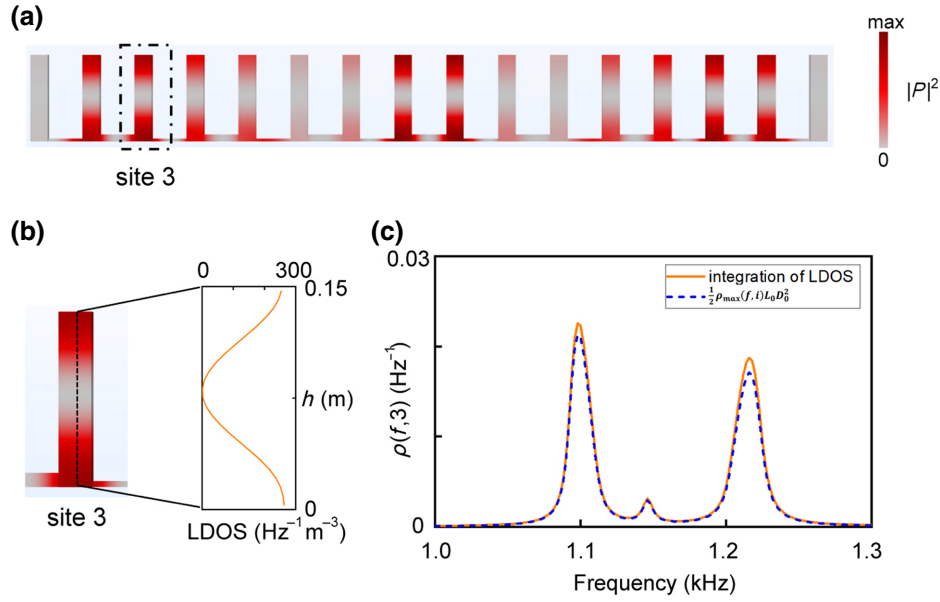 (a)
max
|P|²
0
site 3
(b)
0 300
0.15
h (m)
0
site 3
LDOS (Hz⁻¹m⁻³)
(c)
0.03
integration of LDOS
½ρmax(f,i)L₀D₀²
ρ(f,3) (Hz⁻¹)
0
1.0 1.1 1.2 1.3
Frequency (kHz)